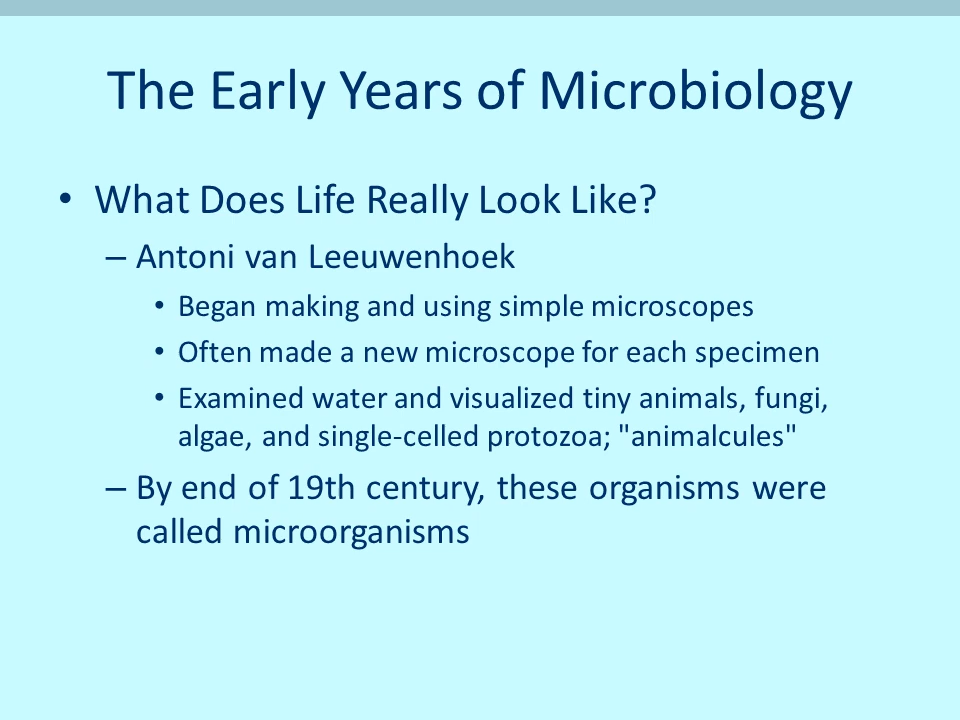 The Early Years of Microbiology
• What Does Life Really Look Like?
– Antoni van Leeuwenhoek
• Began making and using simple microscopes
• Often made a new microscope for each specimen
• Examined water and visualized tiny animals, fungi,
algae, and single-celled protozoa; "animalcules"
– By end of 19th century, these organisms were
called microorganisms